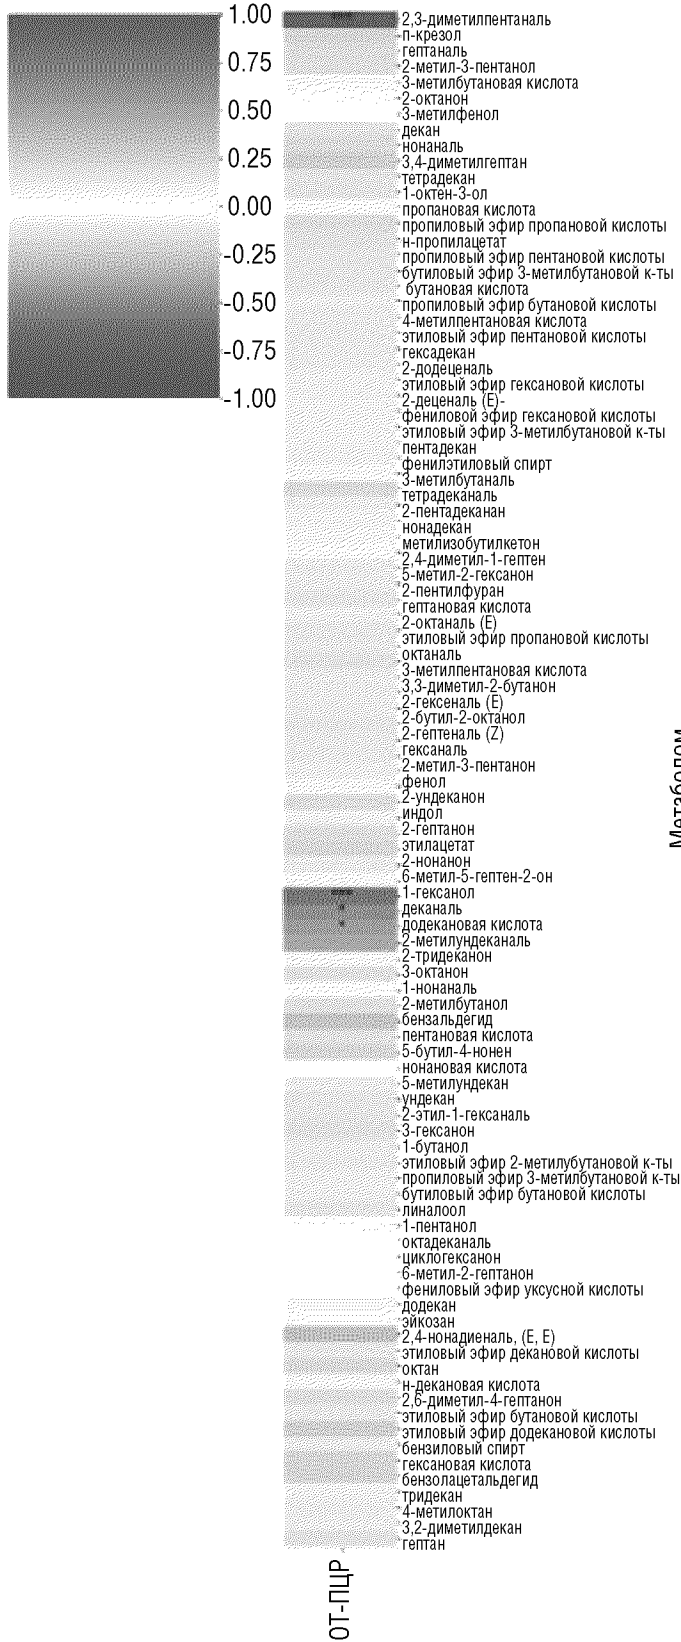 1.00
0.75
0.50
0.25
0.00
-0.25
-0.50
-0.75
-1.00
2,3-диметилпентаналь
п-крезол
гептаналь
2-метил-3-пентанол
3-метилбутановая кислота
2-октанон
3-метилфенол
декан
нонаналь
3,4-диметилгептан
тетрадекан
1-октен-3-ол
пропановая кислота
пропиловый эфир пропановой кислоты
н-пропилацетат
пропиловый эфир пентановой кислоты
бутиловый эфир 3-метилбутановой к-ты
бутановая кислота
пропиловый эфир бутановой кислоты
4-метилпентановая кислота
этиловый эфир пентановой кислоты
гексадекан
2-додеценаль
этиловый эфир гексановой кислоты
2-деценаль (E)-
фениловой эфир гексановой кислоты
этиловый эфир 3-метилбутановой к-ты
пентадекан
фенилэтиловый спирт
3-метилбутаналь
тетрадеканаль
2-пентадеканан
нонадекан
метилизобутилкетон
2,4-диметил-1-гептен
5-метил-2-гексанон
2-пентилфуран
гептановая кислота
2-октаналь (E)
этиловый эфир пропановой кислоты
октаналь
3-метилпентановая кислота
3,3-диметил-2-бутанон
2-гексеналь (E)
2-бутил-2-октанол
2-гептеналь (Z)
гексаналь
2-метил-3-пентанон
фенол
2-ундеканон
индол
2-гептанон
этилацетат
2-нонанон
6-метил-5-гептен-2-он
1-гексанол
деканаль
додекановая кислота
2-метилундеканаль
2-тридеканон
3-октанон
1-нонаналь
2-метилбутанол
бензальдегид
пентановая кислота
5-бутил-4-нонен
нонановая кислота
5-метилундекан
ундекан
2-этил-1-гексаналь
3-гексанон
1-бутанол
этиловый эфир 2-метилубутановой к-ты
пропиловый эфир 3-метилбутановой к-ты
бутиловый эфир бутановой кислоты
линалоол
1-пентанол
октадеканаль
циклогексанон
6-метил-2-гептанон
фениловый эфир уксусной кислоты
додекан
эйкозан
2,4-нонадиеналь, (E, E)
этиловый эфир декановой кислоты
октан
н-декановая кислота
2,6-диметил-4-гептанон
этиловый эфир бутановой кислоты
этиловый эфир додекановой кислоты
бензиловый спирт
гексановая кислота
бензолацетальдегид
тридекан
4-метилоктан
3,2-диметилдекан
гептан
ОТ-ПЦР
Метаболом